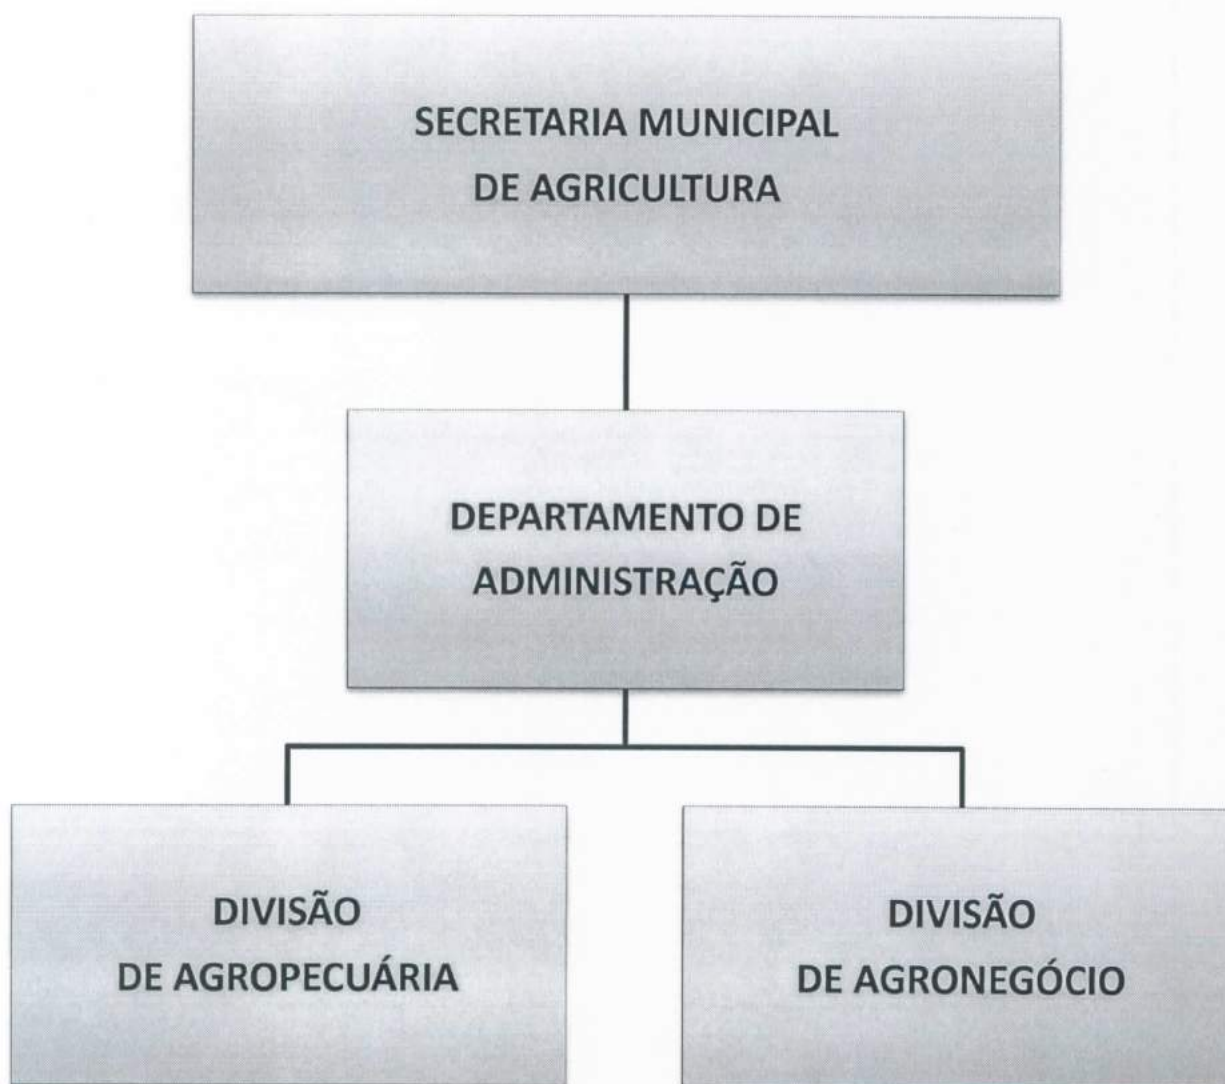 SECRETARIA MUNICIPAL
DE AGRICULTURA
DEPARTAMENTO DE
ADMINISTRAÇÃO
DIVISÃO
DE AGROPECUÁRIA
DIVISÃO
DE AGRONEGÓCIO